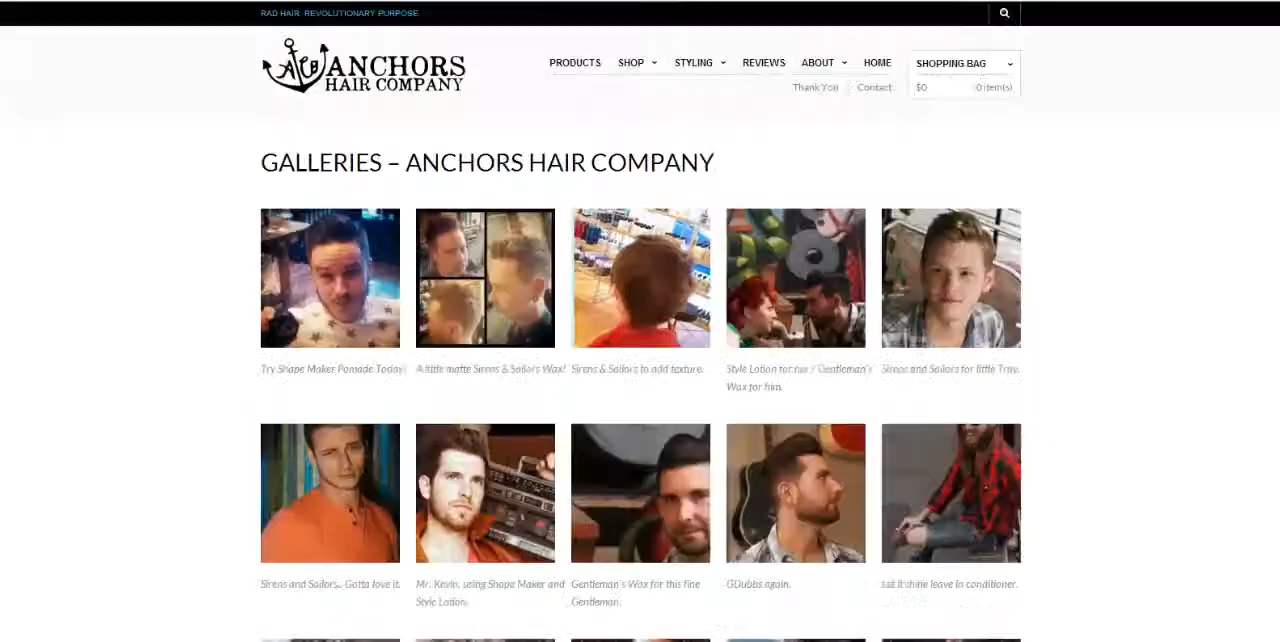 RAD HAIR. REVOLUTIONARY PURPOSE.
AHC ANCHORS
HAIR COMPANY
PRODUCTS SHOP STYLING REVIEWS ABOUT HOME
Thank You Contact
SHOPPING BAG
$0 0 item(s)
GALLERIES – ANCHORS HAIR COMPANY
Try Shape Maker Pomade Today!
A little matte Sirens & Sailors Wax!
Sirens & Sailors to add texture.
Style Lotion for her / Gentleman's
Wax for him.
Sirens and Sailors for little Tray.
Sirens and Sailors.. Gotta love it.
Mr. Kevin, using Shape Maker and
Style Lotion.
Gentleman's Wax for this fine
Gentleman.
GDubbs again.
Let it shine leave in conditioner.